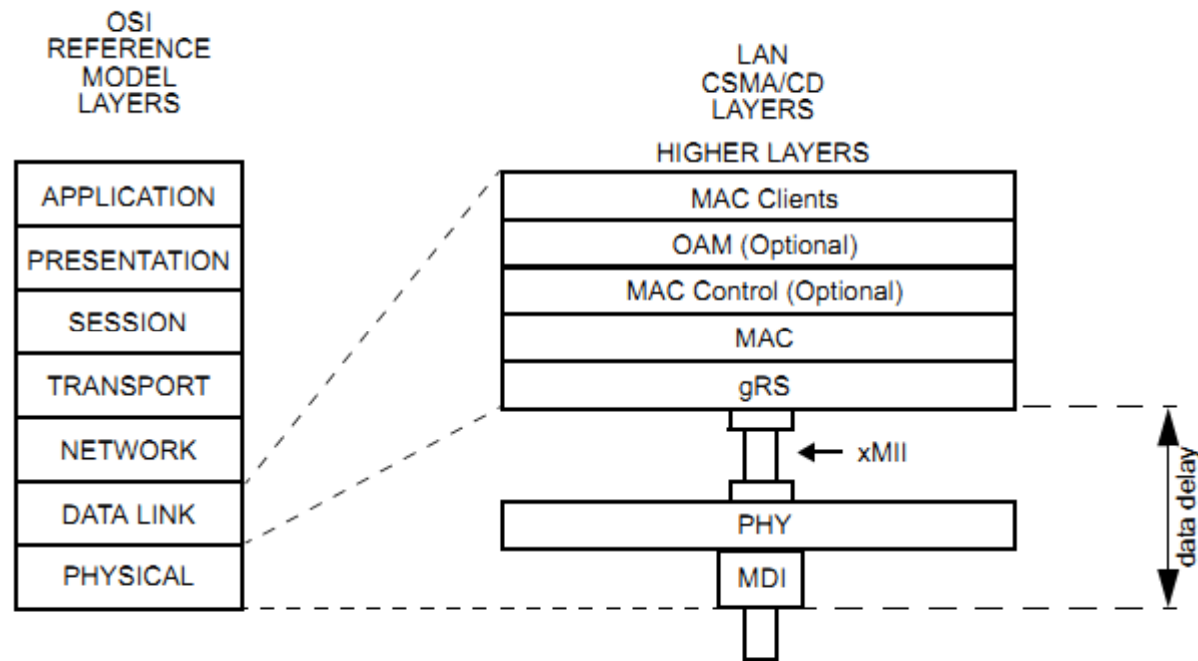 OSI
REFERENCE
MODEL
LAYERS
APPLICATION
PRESENTATION
SESSION
TRANSPORT
NETWORK
DATA LINK
PHYSICAL
LAN
CSMA/CD
LAYERS
HIGHER LAYERS
MAC Clients
OAM (Optional)
MAC Control (Optional)
MAC
gRS
xMII
PHY
MDI
data delay